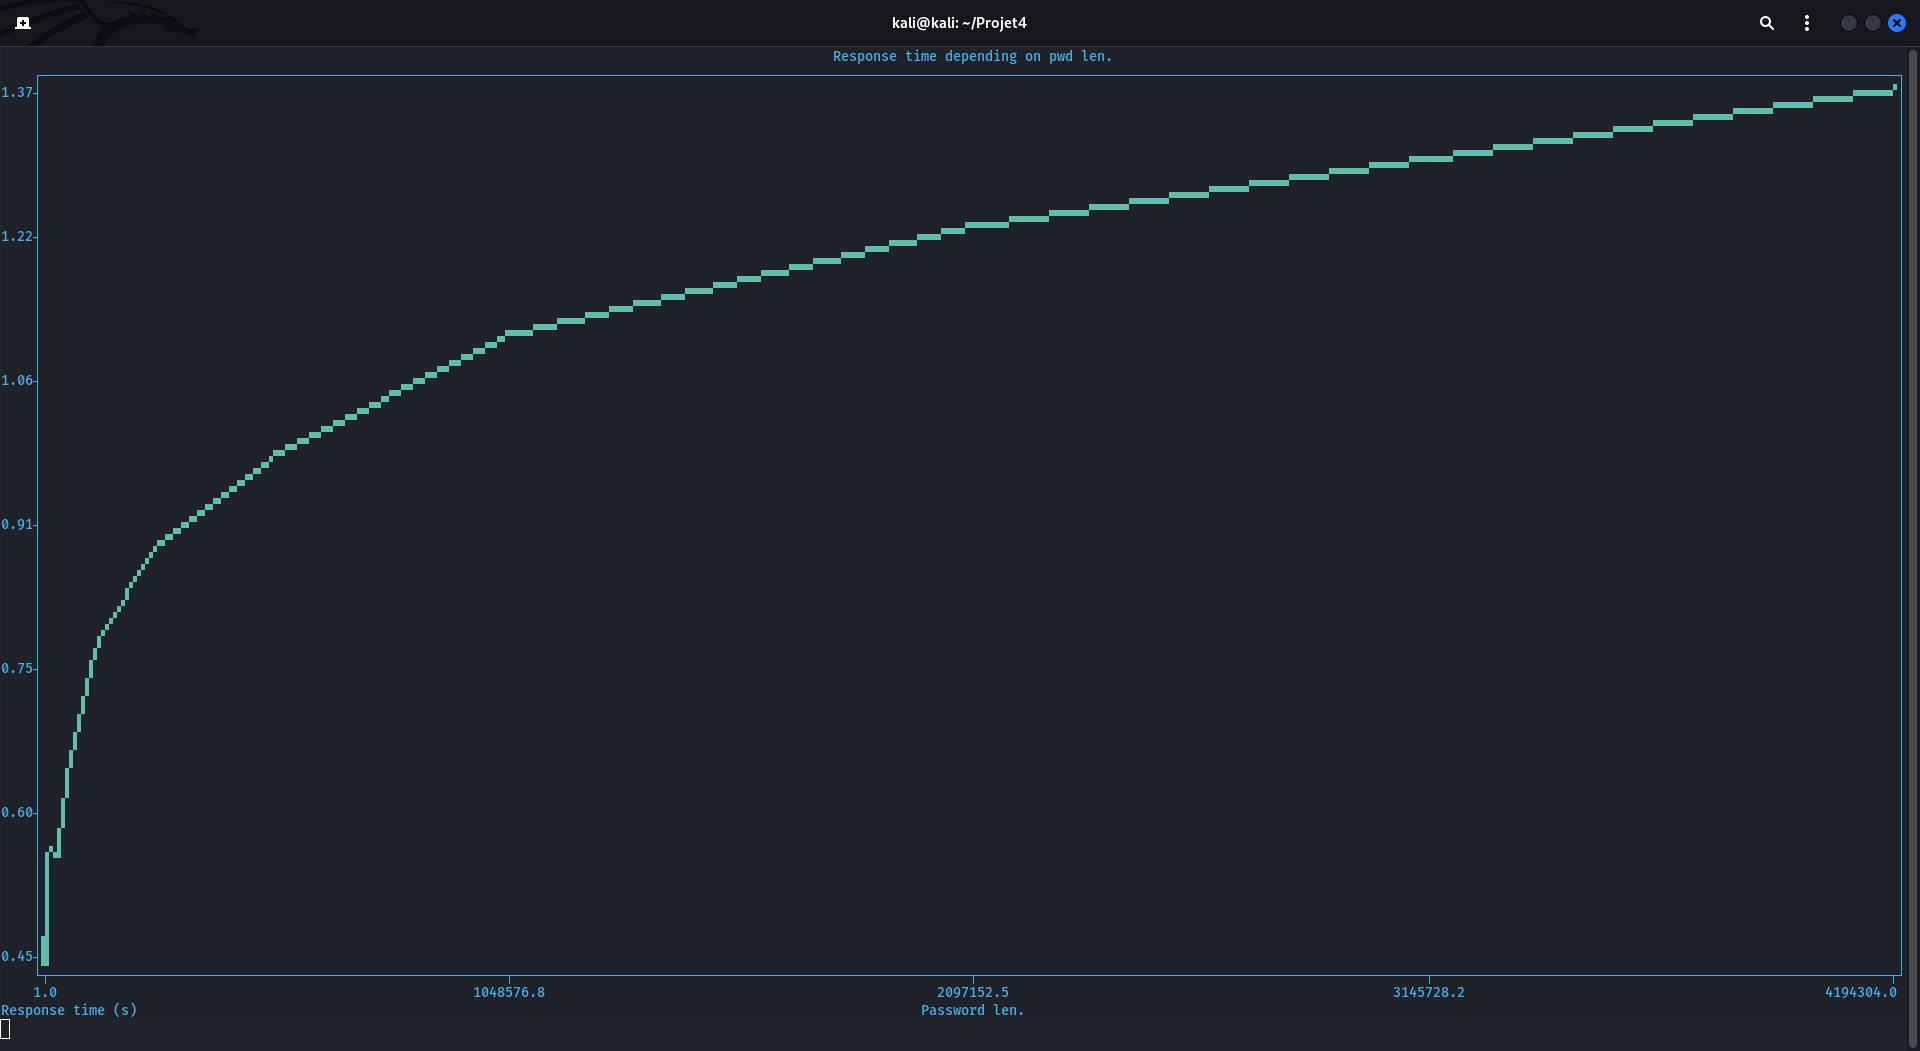 kali@kali: ~/Projet4
Response time depending on pwd len.
1.37
1.22
1.06
0.91
0.75
0.60
0.45
1.0 1048576.8 2097152.5 3145728.2 4194304.0
Response time (s) Password len.